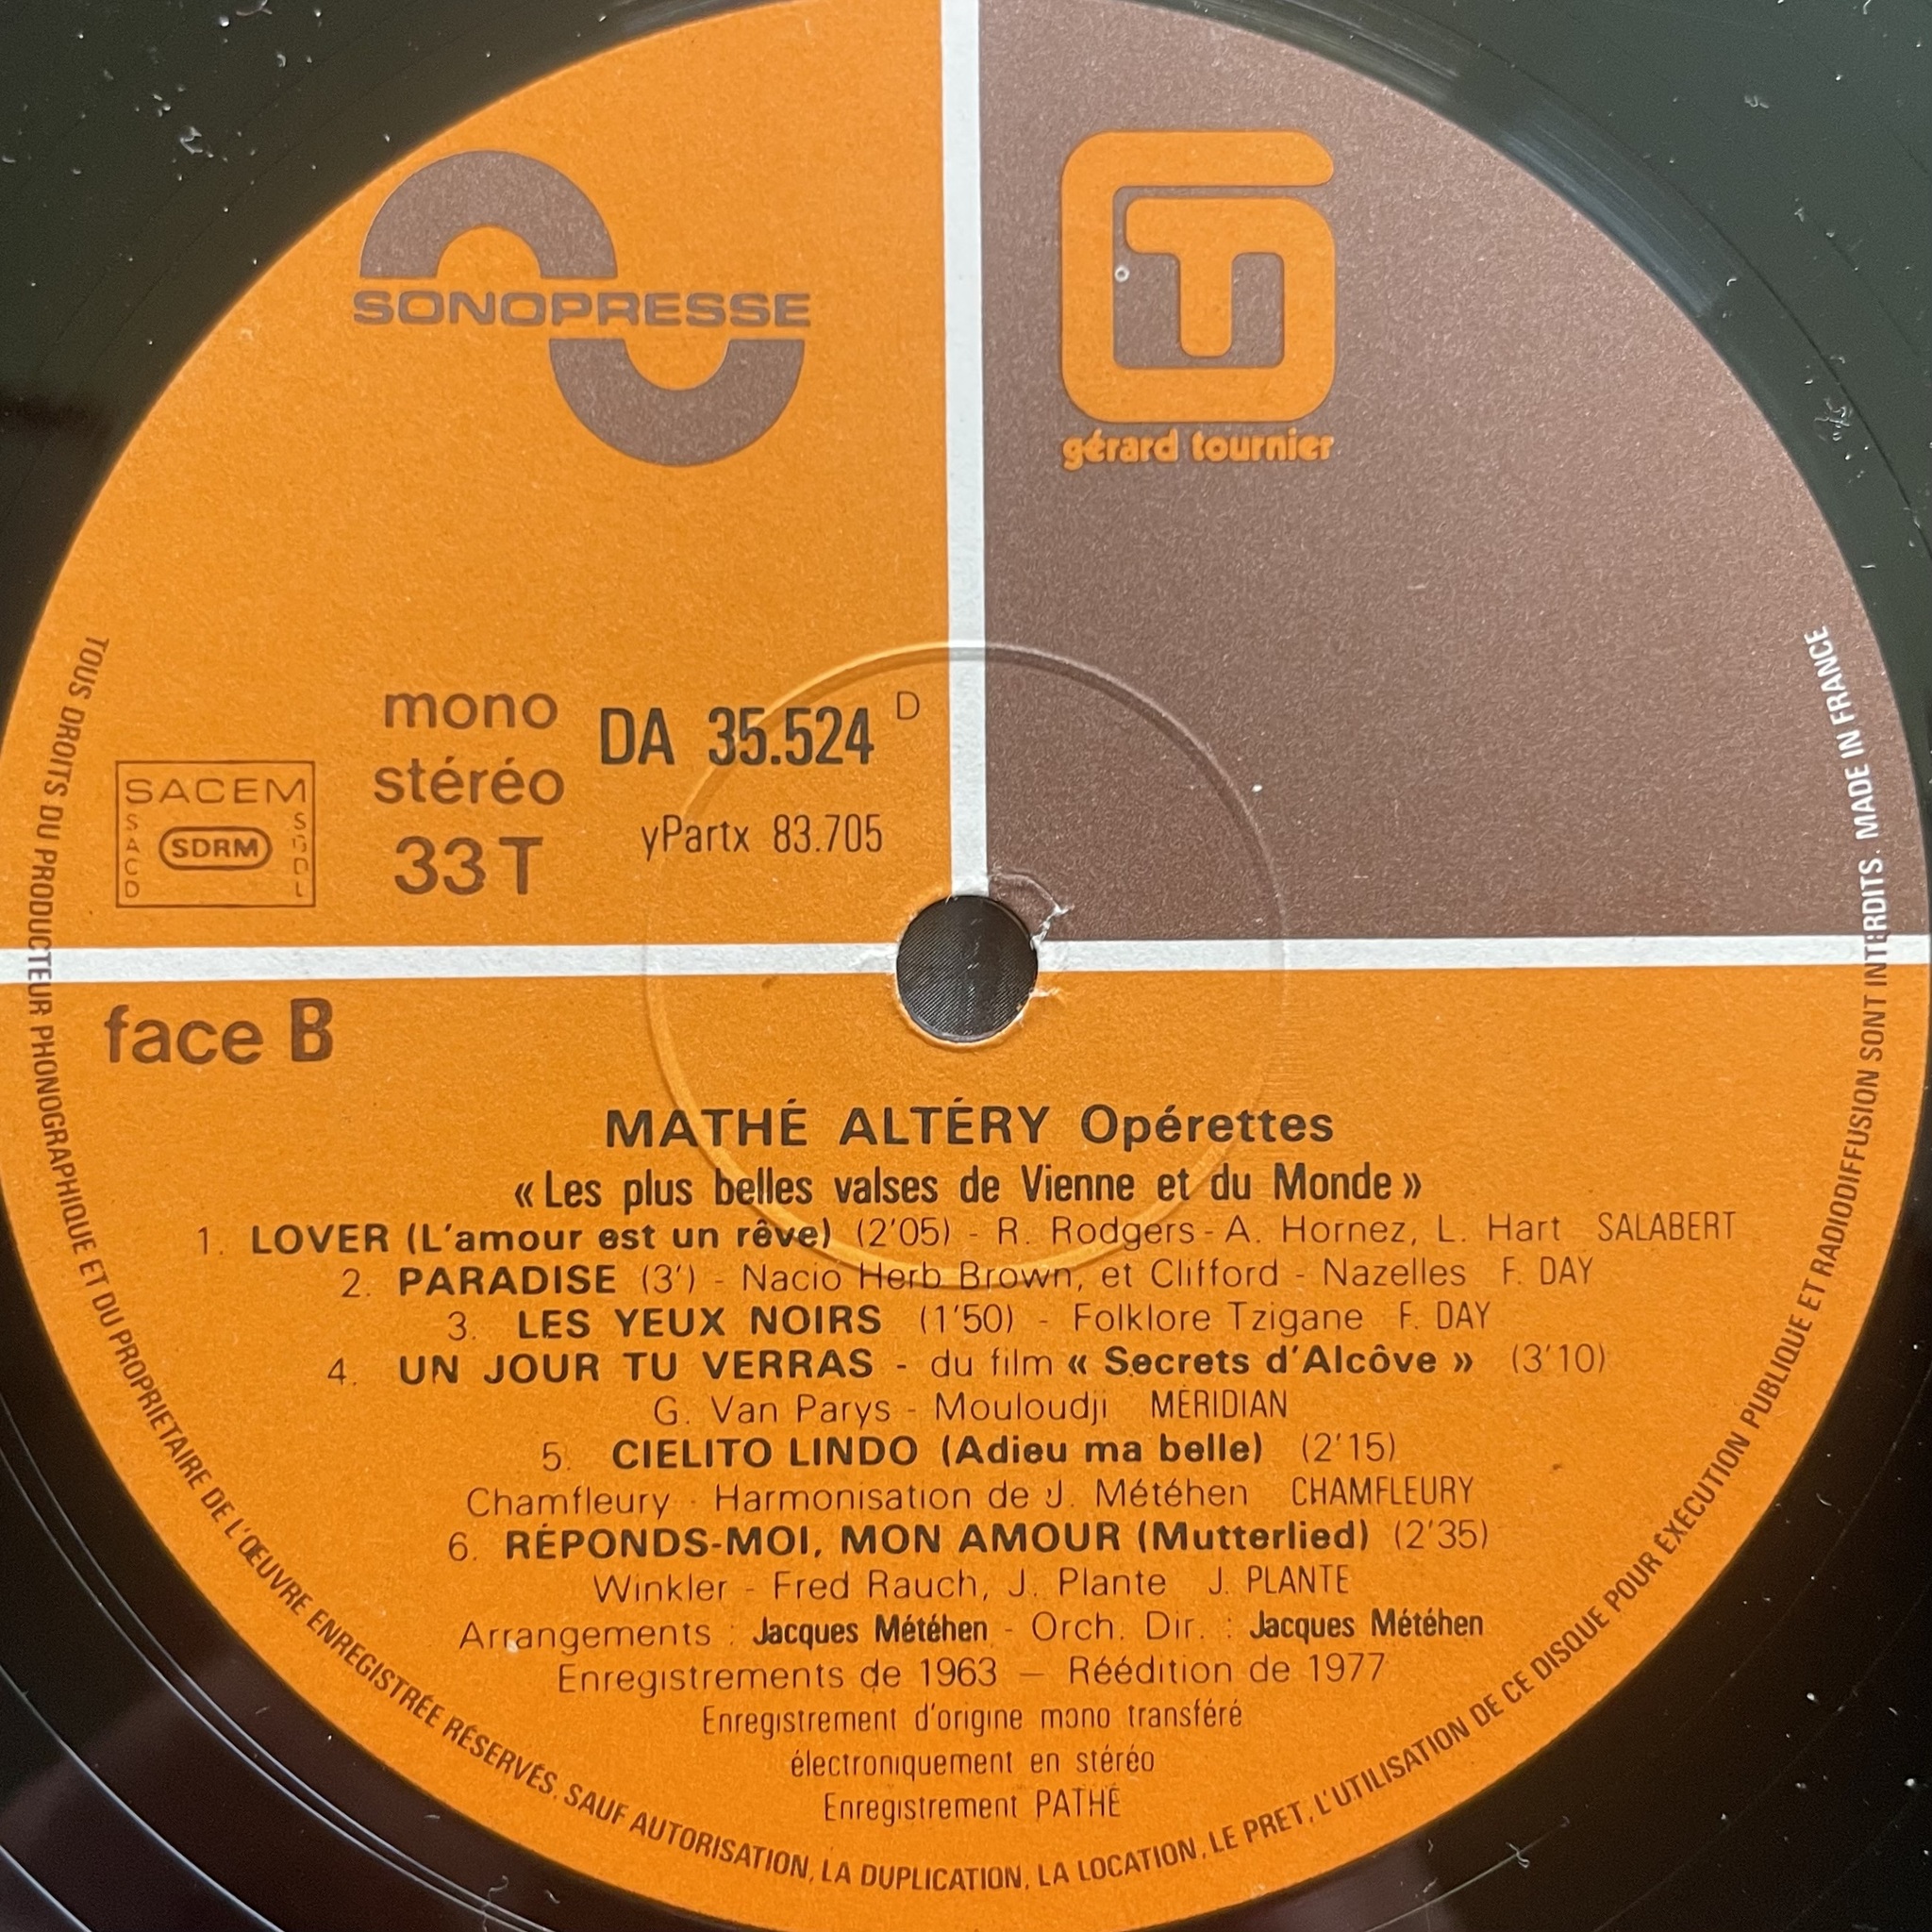 SONOPRESSE
gérard tournier
mono
stéréo
33 T
DA 35.524 D
yPartx 83.705
SACEM
SACD
SDRM
SGDL
face B
MATHÉ ALTÉRY Opérettes
« Les plus belles valses de Vienne et du Monde »
1. LOVER (L'amour est un rêve) (2'05) - R. Rodgers - A. Hornez, L. Hart SALABERT
2. PARADISE (3') - Nacio Herb Brown, et Clifford - Nazelles F. DAY
3. LES YEUX NOIRS (1'50) - Folklore Tzigane F. DAY
4. UN JOUR TU VERRAS - du film « Secrets d'Alcôve » (3'10)
G. Van Parys - Mouloudji MÉRIDIAN
5. CIELITO LINDO (Adieu ma belle) (2'15)
Chamfleury - Harmonisation de J. Météhen CHAMFLEURY
6. RÉPONDS-MOI, MON AMOUR (Mutterlied) (2'35)
Winkler - Fred Rauch, J. Plante J. PLANTE
Arrangements : Jacques Météhen - Orch. Dir. : Jacques Météhen
Enregistrements de 1963 — Réédition de 1977
Enregistrement d'origine mono transféré
électroniquement en stéréo
Enregistrement PATHÉ
TOUS DROITS DU PRODUCTEUR PHONOGRAPHIQUE ET DU PROPRIETAIRE DE L'ŒUVRE ENREGISTRÉE RÉSERVÉS. SAUF AUTORISATION, LA DUPLICATION, LA LOCATION, LE PRET, L'UTILISATION DE CE DISQUE POUR EXÉCUTION PUBLIQUE ET RADIODIFFUSION SONT INTERDITS. MADE IN FRANCE